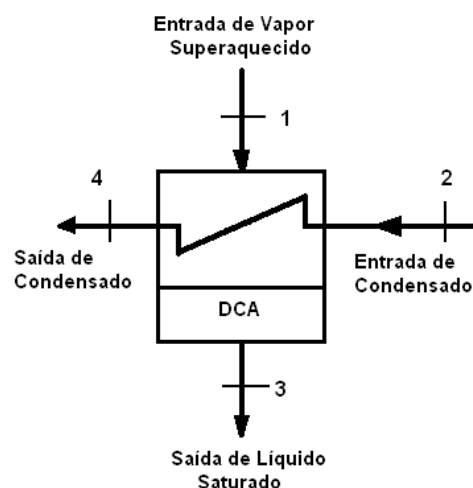 Entrada de Vapor
Superaquecido
1
4
2
Saída de
Condensado
Entrada de
Condensado
DCA
3
Saída de Líquido
Saturado